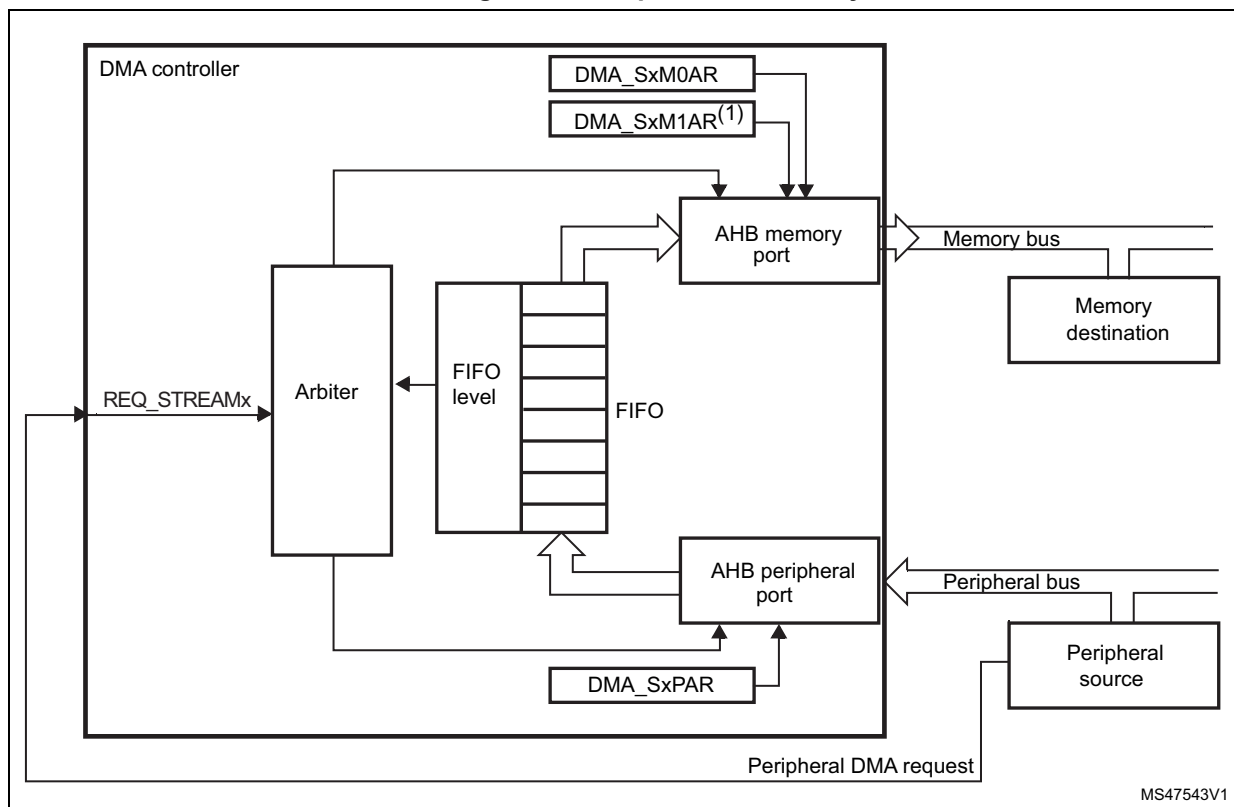 DMA controller
DMA_SxM0AR
DMA_SxM1AR(1)
AHB memory
port
Memory bus
Memory
destination
REQ_STREAMx
Arbiter
FIFO
level
FIFO
AHB peripheral
port
Peripheral bus
DMA_SxPAR
Peripheral
source
Peripheral DMA request
MS47543V1